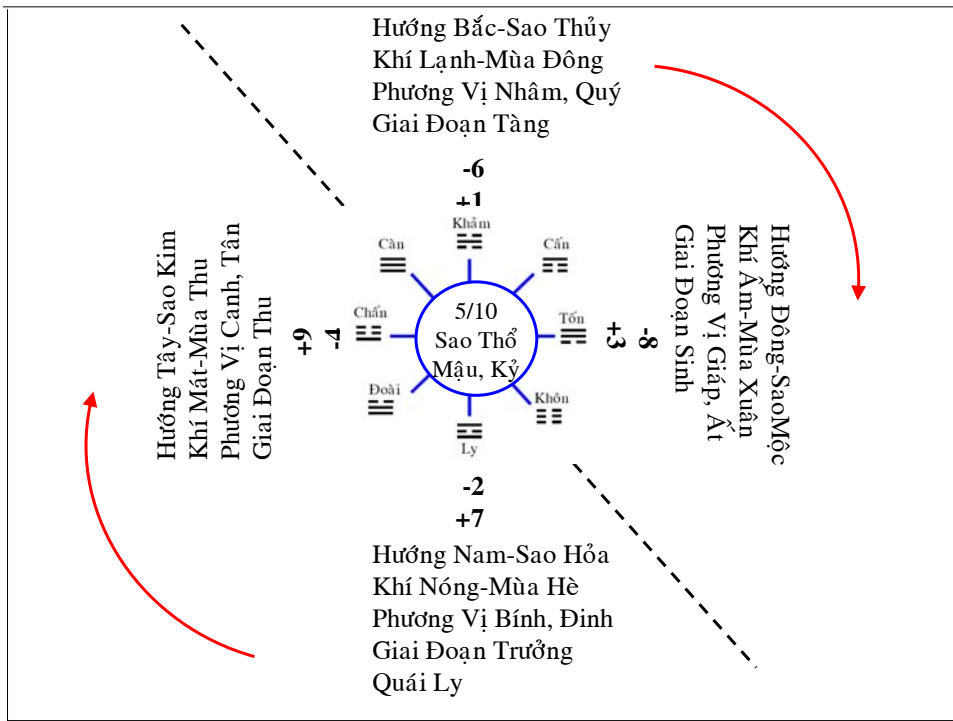 Hướng Bắc-Sao Thủy
Khí Lạnh-Mùa Đông
Phương Vị Nhâm, Quý
Giai Đoạn Tàng
-6
+1
Khảm
Càn
Cấn
Chấn
Tốn
Đoài
Khôn
Ly
5/10
Sao Thổ
Mậu, Kỷ
Hướng Tây-Sao Kim
Khí Mát-Mùa Thu
Phương Vị Canh, Tân
Giai Đoạn Thu
+9
-4
Hướng Đông-SaoMộc
Khí Ấm-Mùa Xuân
Phương Vị Giáp, Ất
Giai Đoạn Sinh
-8
+3
-2
+7
Hướng Nam-Sao Hỏa
Khí Nóng-Mùa Hè
Phương Vị Bính, Đinh
Giai Đoạn Trưởng
Quái Ly